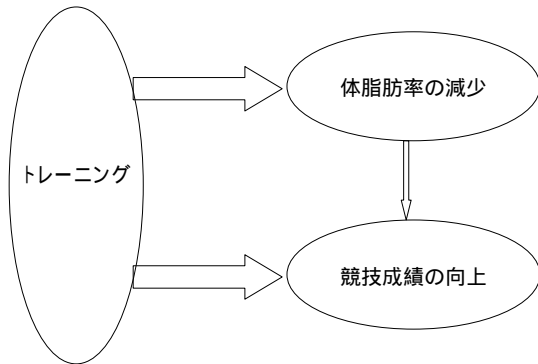 体脂肪率の減少
トレーニング
競技成績の向上